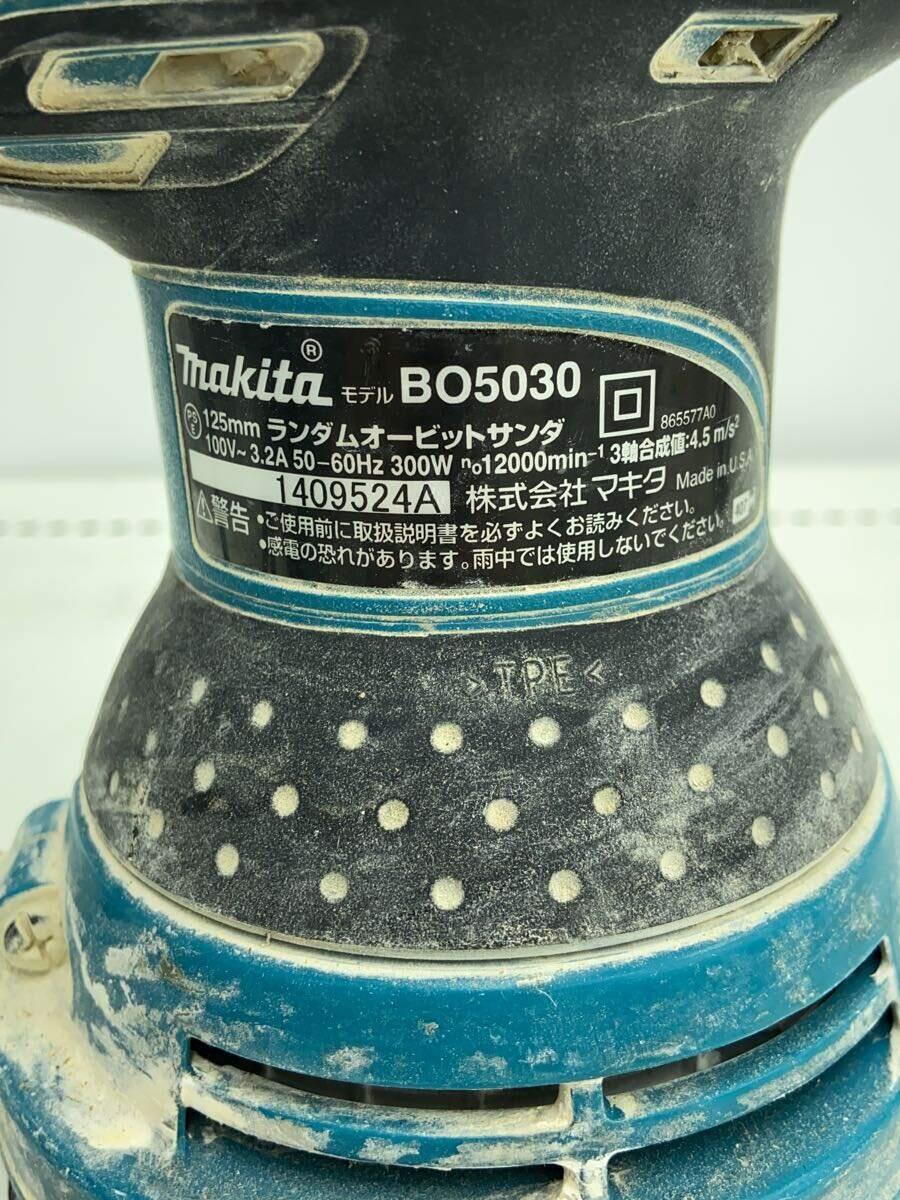 makita® モデル BO5030
865577A0
PSE 125mm ランダムオービットサンダ
100V~3.2A 50-60Hz 300W n₀12000min⁻¹ 3軸合成値:4.5 m/s²
1409524A 株式会社 マキタ Made in U.S.A
⚠警告 •ご使用前に取扱説明書を必ずよくお読みください。
•感電の恐れがあります。雨中では使用しないでください。
>TPE<